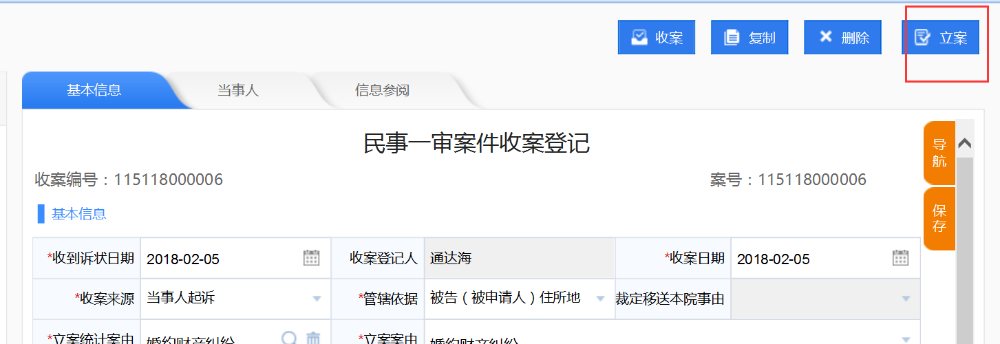 收案 复制 删除 立案
基本信息 当事人 信息参阅
民事一审案件收案登记
导航
收案编号：115118000006 案号：115118000006
基本信息
保存
*收到诉状日期 2018-02-05 收案登记人 通达海 *收案日期 2018-02-05
*收案来源 当事人起诉 *管辖依据 被告（被申请人）住所地 裁定移送本院事由
*立案统计案由 婚约财产纠纷 *立案案由 婚约财产纠纷